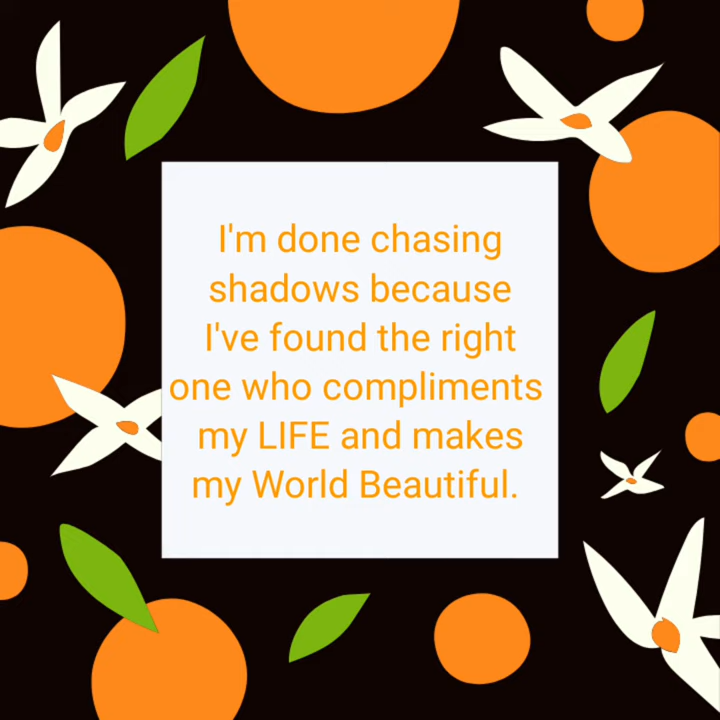 I'm done chasing
shadows because
I've found the right
one who compliments
my LIFE and makes
my World Beautiful.